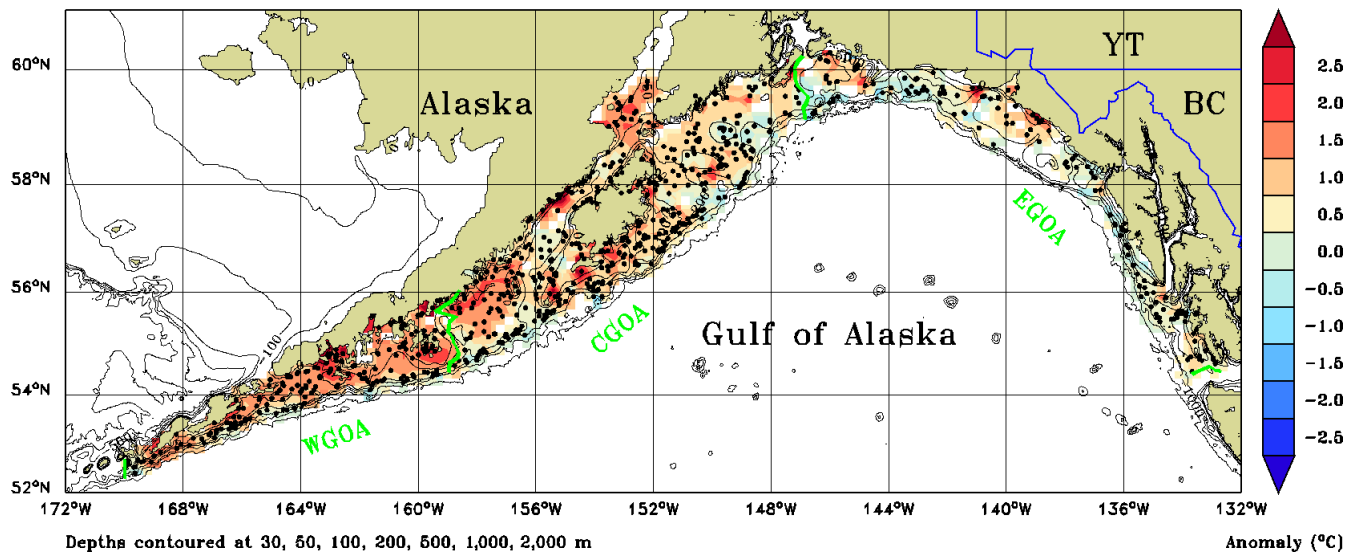 60°N
58°N
56°N
54°N
52°N
172°W 168°W 164°W 160°W 156°W 152°W 148°W 144°W 140°W 136°W 132°W
Alaska
YT
BC
EGOA
CGOA
WGOA
Gulf of Alaska
-100
2.5
2.0
1.5
1.0
0.5
0.0
-0.5
-1.0
-1.5
-2.0
-2.5
Depths contoured at 30, 50, 100, 200, 500, 1,000, 2,000 m
Anomaly (°C)